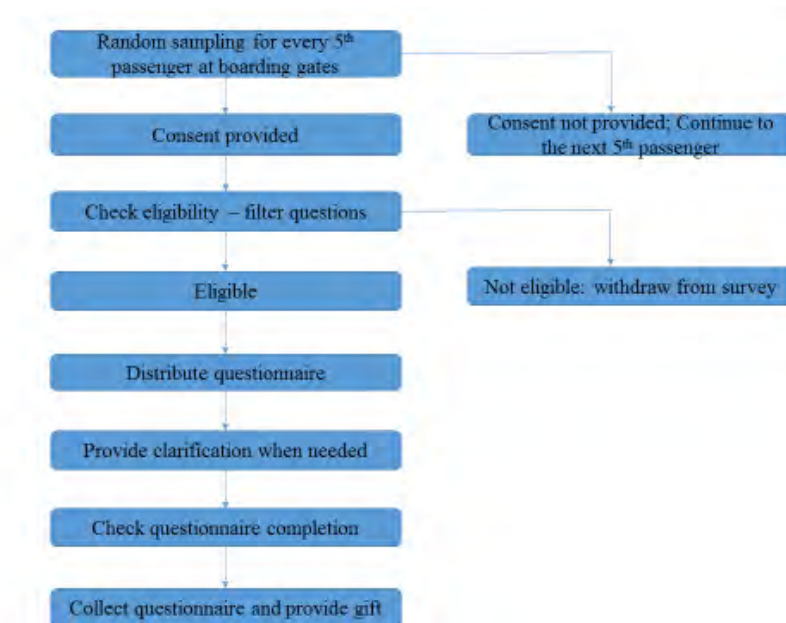 Random sampling for every 5th
passenger at boarding gates
Consent provided
Consent not provided; Continue to
the next 5th passenger
Check eligibility – filter questions
Eligible
Not eligible: withdraw from survey
Distribute questionnaire
Provide clarification when needed
Check questionnaire completion
Collect questionnaire and provide gift